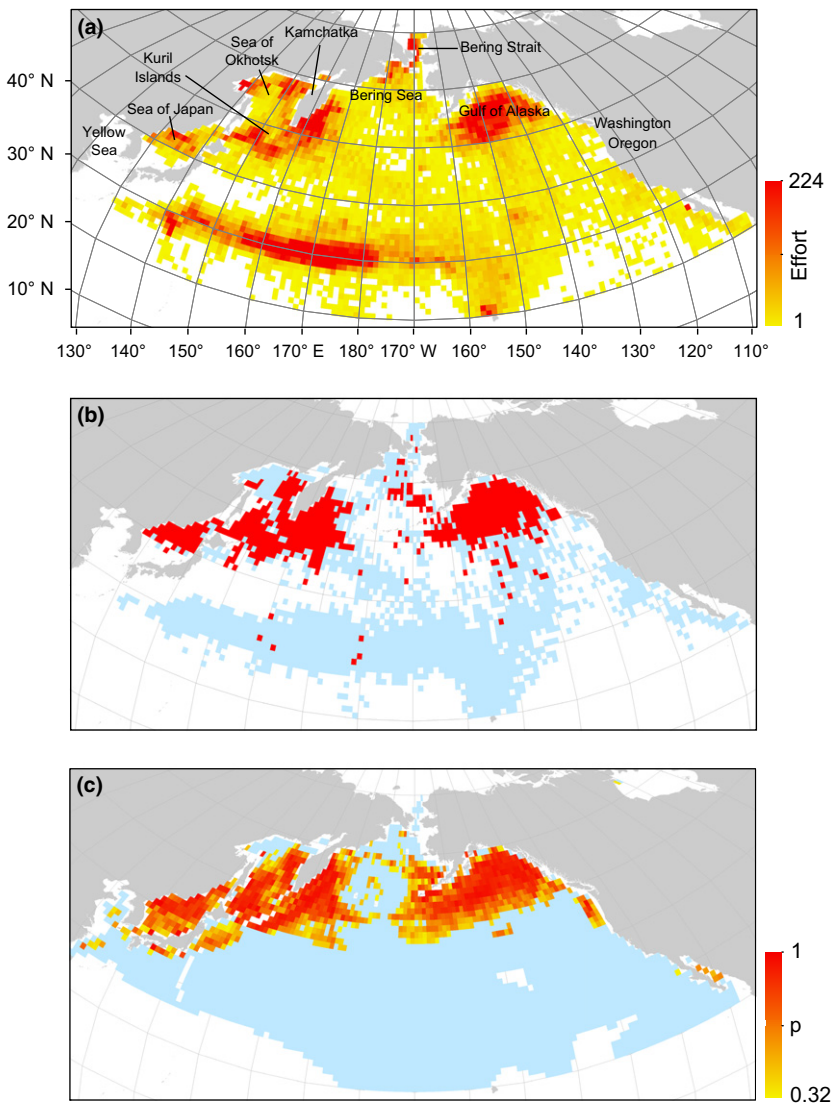 (a)
Kamchatka
Sea of
Okhotsk
Bering Strait
Kuril
Islands
40° N
Bering Sea
Sea of Japan
Gulf of Alaska
Washington
Oregon
Yellow
Sea
30° N
20° N
10° N
224
Effort
1
130° 140° 150° 160° 170° E 180° 170° W 160° 150° 140° 130° 120° 110°
(b)
(c)
1
p
0.32